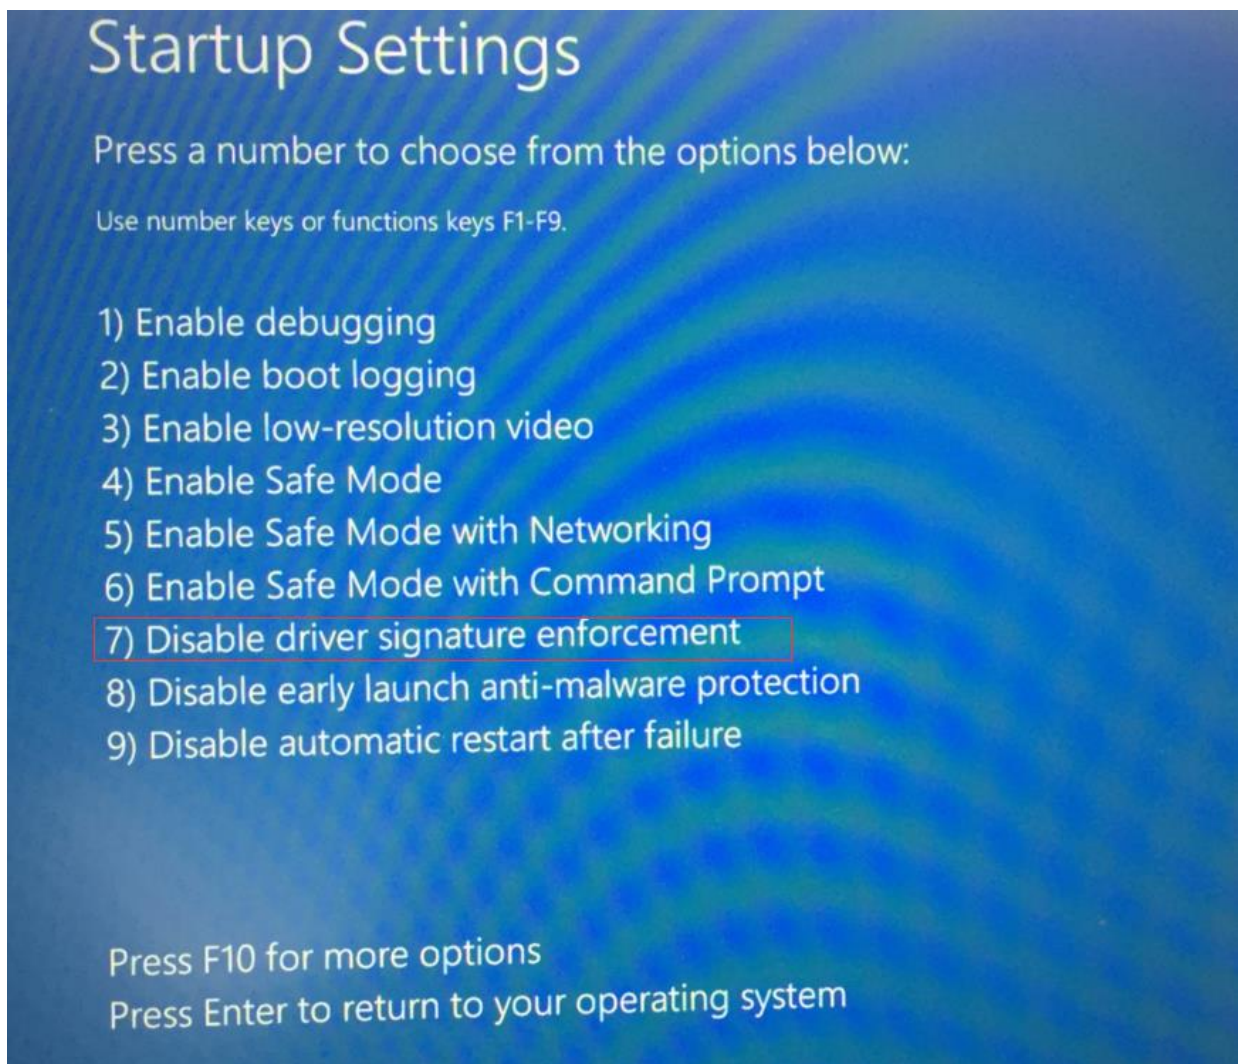 Startup Settings
Press a number to choose from the options below:
Use number keys or functions keys F1-F9.
1) Enable debugging
2) Enable boot logging
3) Enable low-resolution video
4) Enable Safe Mode
5) Enable Safe Mode with Networking
6) Enable Safe Mode with Command Prompt
7) Disable driver signature enforcement
8) Disable early launch anti-malware protection
9) Disable automatic restart after failure
Press F10 for more options
Press Enter to return to your operating system